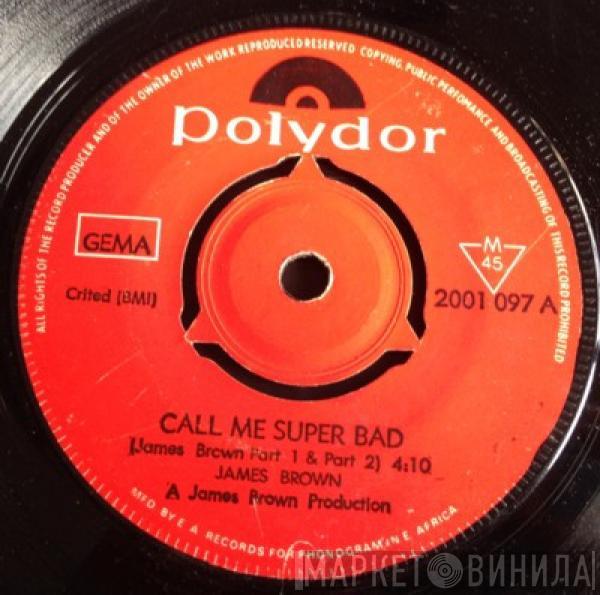 ALL RIGHTS OF THE RECORD PRODUCER AND OF THE OWNER OF THE WORK REPRODUCED RESERVED COPYING, PUBLIC PERFOMANCE AND BROADCASTING OF THIS RECORD PROHIBITED
Polydor
GEMA
M
45
Crited (BMI)
2001 097 A
CALL ME SUPER BAD
(James Brown Part 1 & Part 2) 4:10
JAMES BROWN
A James Brown Production
MFD BY E.A. RECORDS FOR PHONOGRAM IN E. AFRICA
МАРКЕТ ВИНИЛА